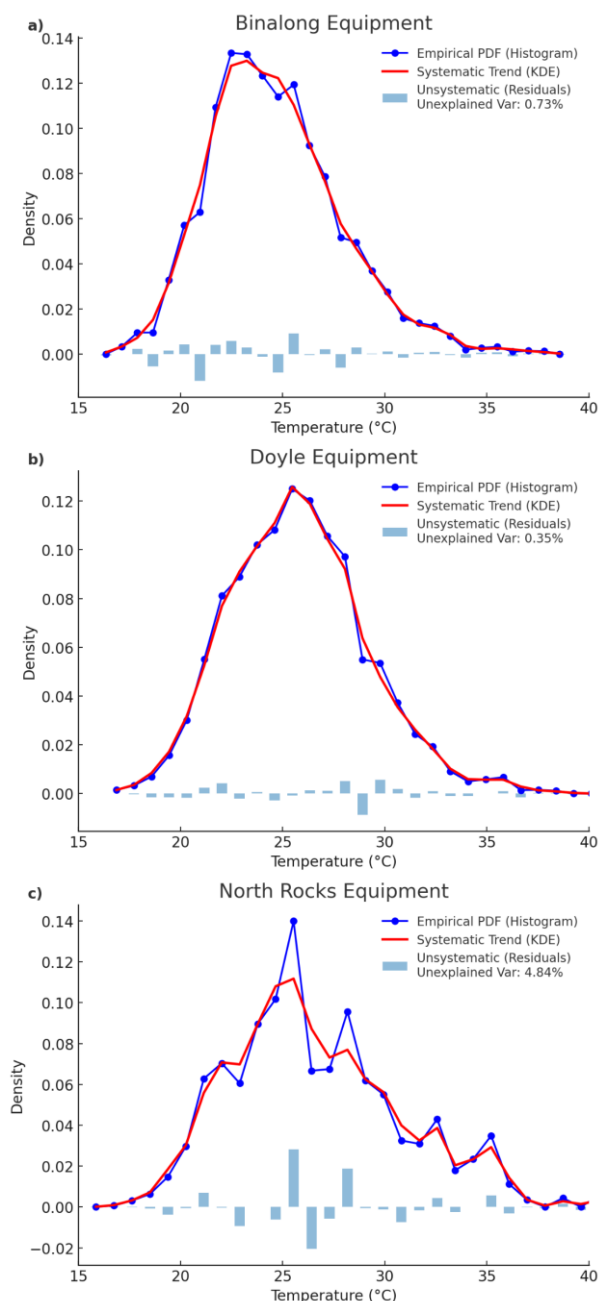 a)
Binalong Equipment
0.14
0.12
0.10
0.08
0.06
0.04
0.02
0.00
Density
Empirical PDF (Histogram)
Systematic Trend (KDE)
Unsystematic (Residuals)
Unexplained Var: 0.73%
15 20 25 30 35 40
Temperature (°C)
b)
Doyle Equipment
0.12
0.10
0.08
0.06
0.04
0.02
0.00
Density
Empirical PDF (Histogram)
Systematic Trend (KDE)
Unsystematic (Residuals)
Unexplained Var: 0.35%
15 20 25 30 35 40
Temperature (°C)
c)
North Rocks Equipment
0.14
0.12
0.10
0.08
0.06
0.04
0.02
0.00
−0.02
Density
Empirical PDF (Histogram)
Systematic Trend (KDE)
Unsystematic (Residuals)
Unexplained Var: 4.84%
15 20 25 30 35 40
Temperature (°C)